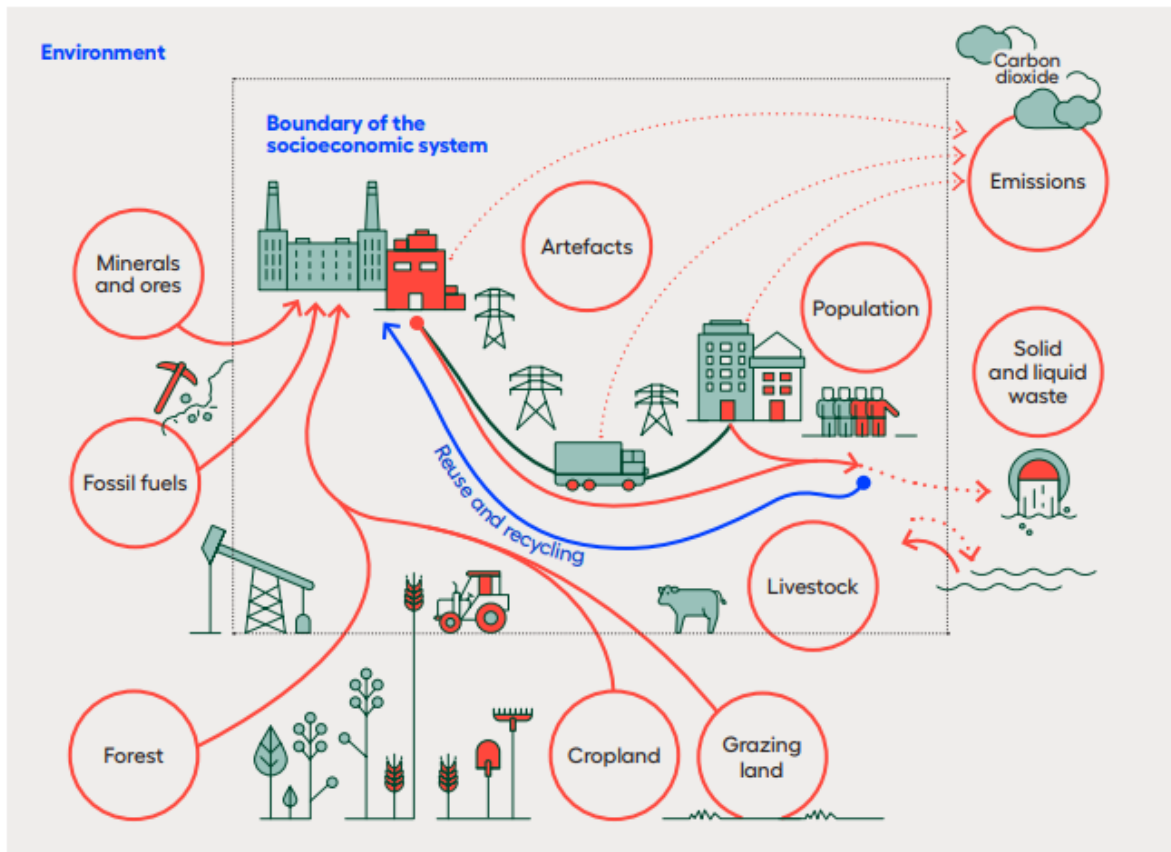 Environment
Carbon
dioxide
Boundary of the
socioeconomic system
Emissions
Minerals
and ores
Artefacts
Population
Solid
and liquid
waste
Fossil fuels
Reuse and recycling
Livestock
Forest
Cropland
Grazing
land